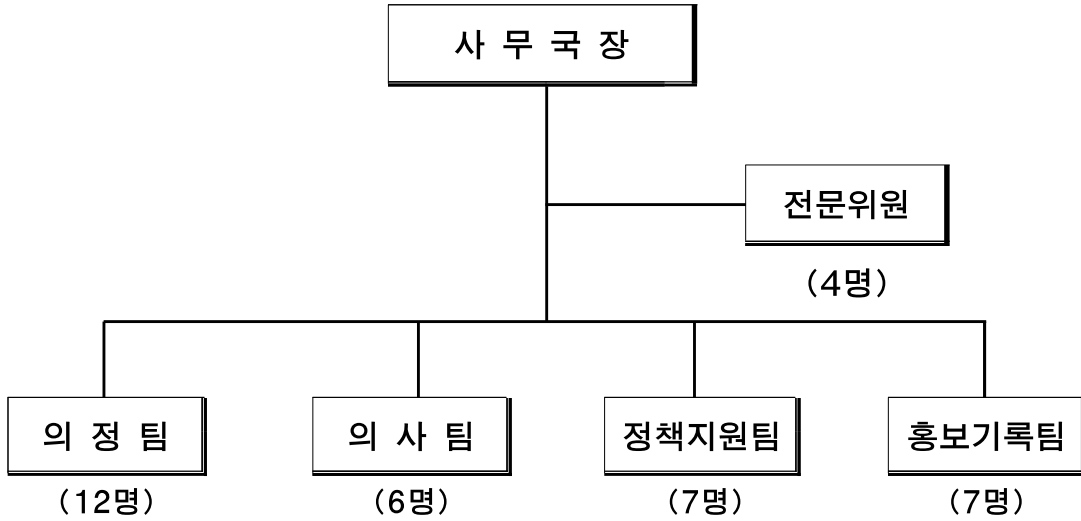 사 무 국 장
전문위원
(4명)
의 정 팀
의 사 팀
정책지원팀
홍보기록팀
(12명)
(6명)
(7명)
(7명)